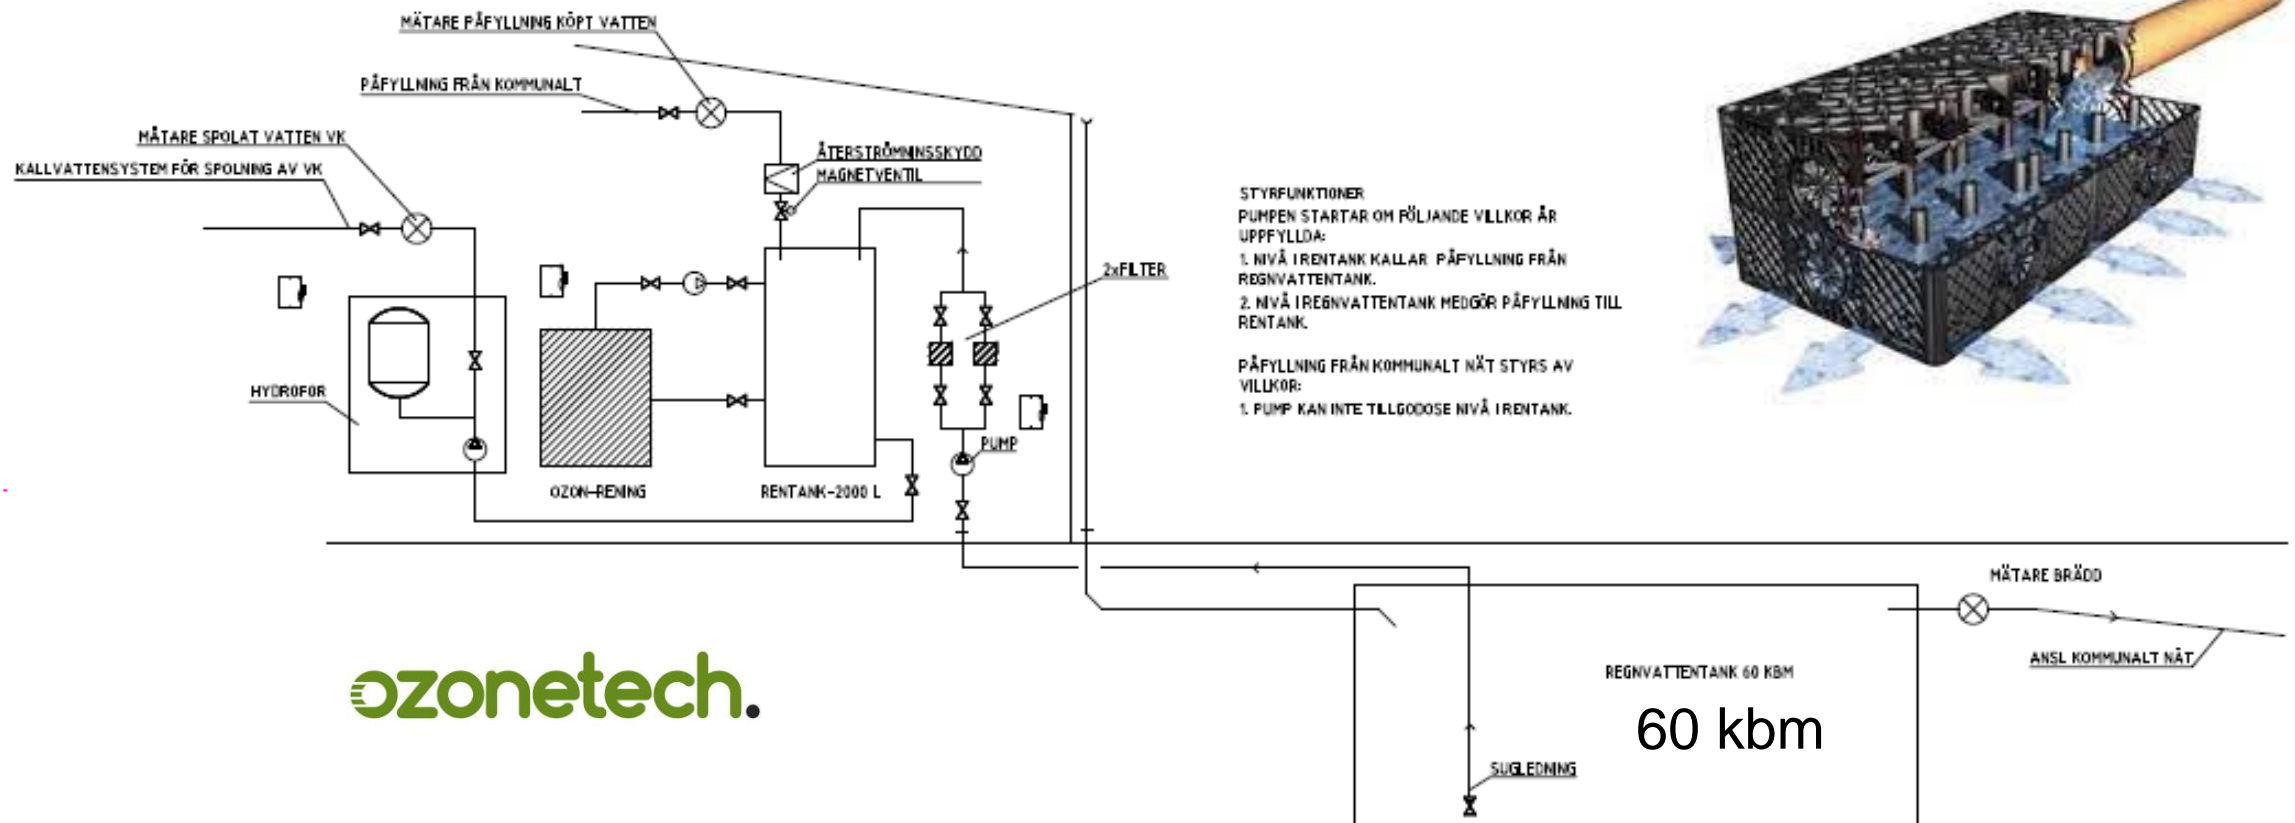 MÄTARE PÅFYLLNING KÖPT VATTEN
PÅFYLLNING FRÅN KOMMUNALT
MÄTARE SPOLAT VATTEN VK
KALLVATTENSYSTEM FÖR SPOLNING AV VK
ÅTERSTRÖMNINSSKYDD
MAGNETVENTIL
2xFILTER
HYDROFOR
PUMP
OZON-RENING
RENTANK-2000 L
STYRFUNKTIONER
PUMPEN STARTAR OM FÖLJANDE VILLKOR ÄR
UPPFYLLDA:
1. NIVÅ I RENTANK KALLAR PÅFYLLNING FRÅN
REGNVATTENTANK.
2. NIVÅ I REGNVATTENTANK MEDGÖR PÅFYLLNING TILL
RENTANK.
PÅFYLLNING FRÅN KOMMUNALT NÄT STYRS AV
VILLKOR:
1. PUMP KAN INTE TILLGODOSE NIVÅ I RENTANK.
MÄTARE BRÄDD
ANSL KOMMUNALT NÄT
REGNVATTENTANK 60 KBM
60 kbm
SUGLEDNING
ozonetech.